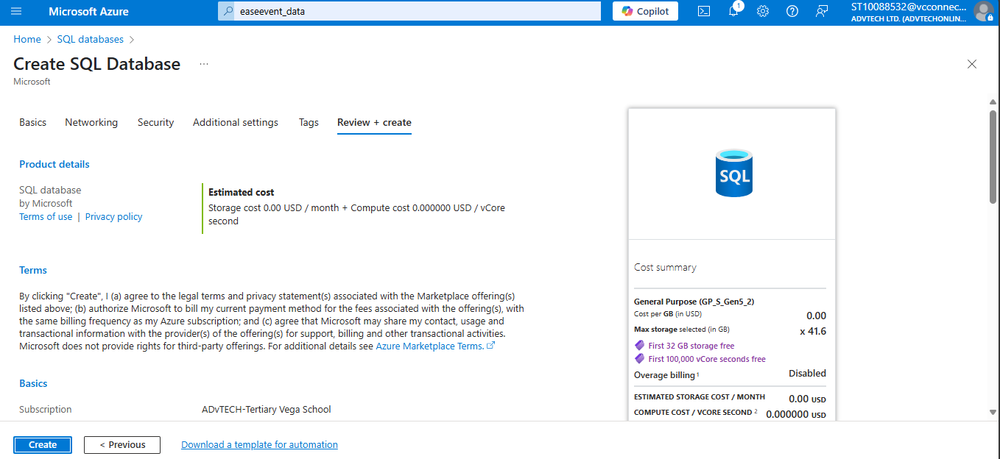 Microsoft Azure
easeevent_data
Copilot
1
ST10088532@vcconnec...
ADVTECH LTD. (ADVTECHONLIN...
Home > SQL databases >
Create SQL Database ...
Microsoft
Basics Networking Security Additional settings Tags Review + create
Product details
SQL database
by Microsoft
Terms of use | Privacy policy
Estimated cost
Storage cost 0.00 USD / month + Compute cost 0.000000 USD / vCore
second
Terms
By clicking "Create", I (a) agree to the legal terms and privacy statement(s) associated with the Marketplace offering(s)
listed above; (b) authorize Microsoft to bill my current payment method for the fees associated with the offering(s), with
the same billing frequency as my Azure subscription; and (c) agree that Microsoft may share my contact, usage and
transactional information with the provider(s) of the offering(s) for support, billing and other transactional activities.
Microsoft does not provide rights for third-party offerings. For additional details see Azure Marketplace Terms.
Basics
Subscription ADvTECH-Tertiary Vega School
SQL
Cost summary
General Purpose (GP_S_Gen5_2)
Cost per GB (in USD) 0.00
Max storage selected (in GB) x 41.6
First 32 GB storage free
First 100,000 vCore seconds free
Overage billing 1 Disabled
ESTIMATED STORAGE COST / MONTH 0.00 USD
COMPUTE COST / VCORE SECOND 2 0.000000 USD
Create
< Previous
Download a template for automation